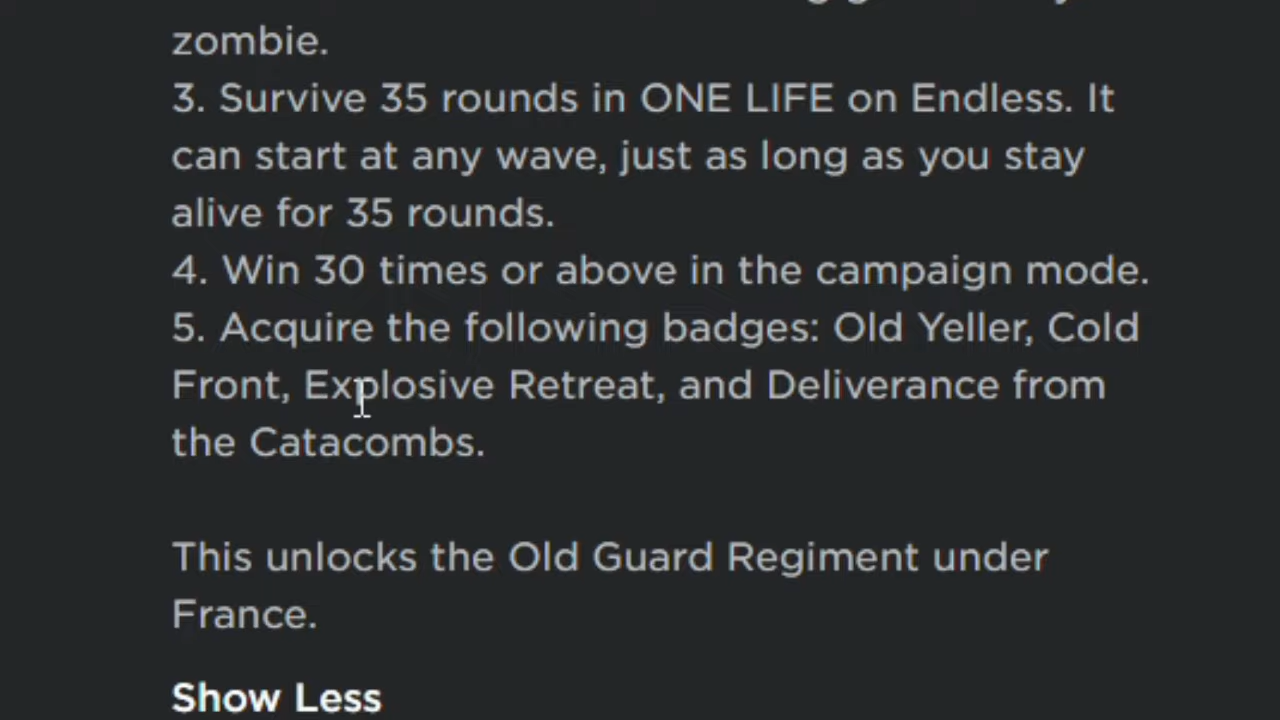 zombie.
3. Survive 35 rounds in ONE LIFE on Endless. It
can start at any wave, just as long as you stay
alive for 35 rounds.
4. Win 30 times or above in the campaign mode.
5. Acquire the following badges: Old Yeller, Cold
Front, Explosive Retreat, and Deliverance from
the Catacombs.
This unlocks the Old Guard Regiment under
France.
Show Less